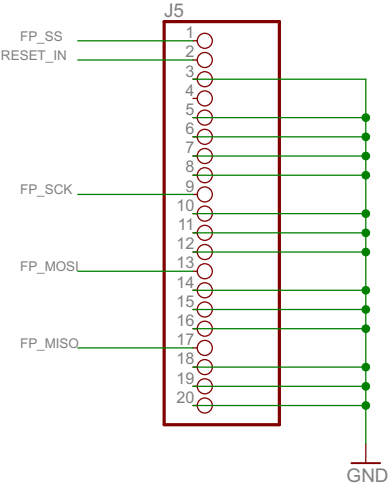 J5
FP_SS 1
RESET_IN 2
3
4
5
6
7
8
FP_SCK 9
10
11
12
FP_MOSI 13
14
15
16
FP_MISO 17
18
19
20
GND